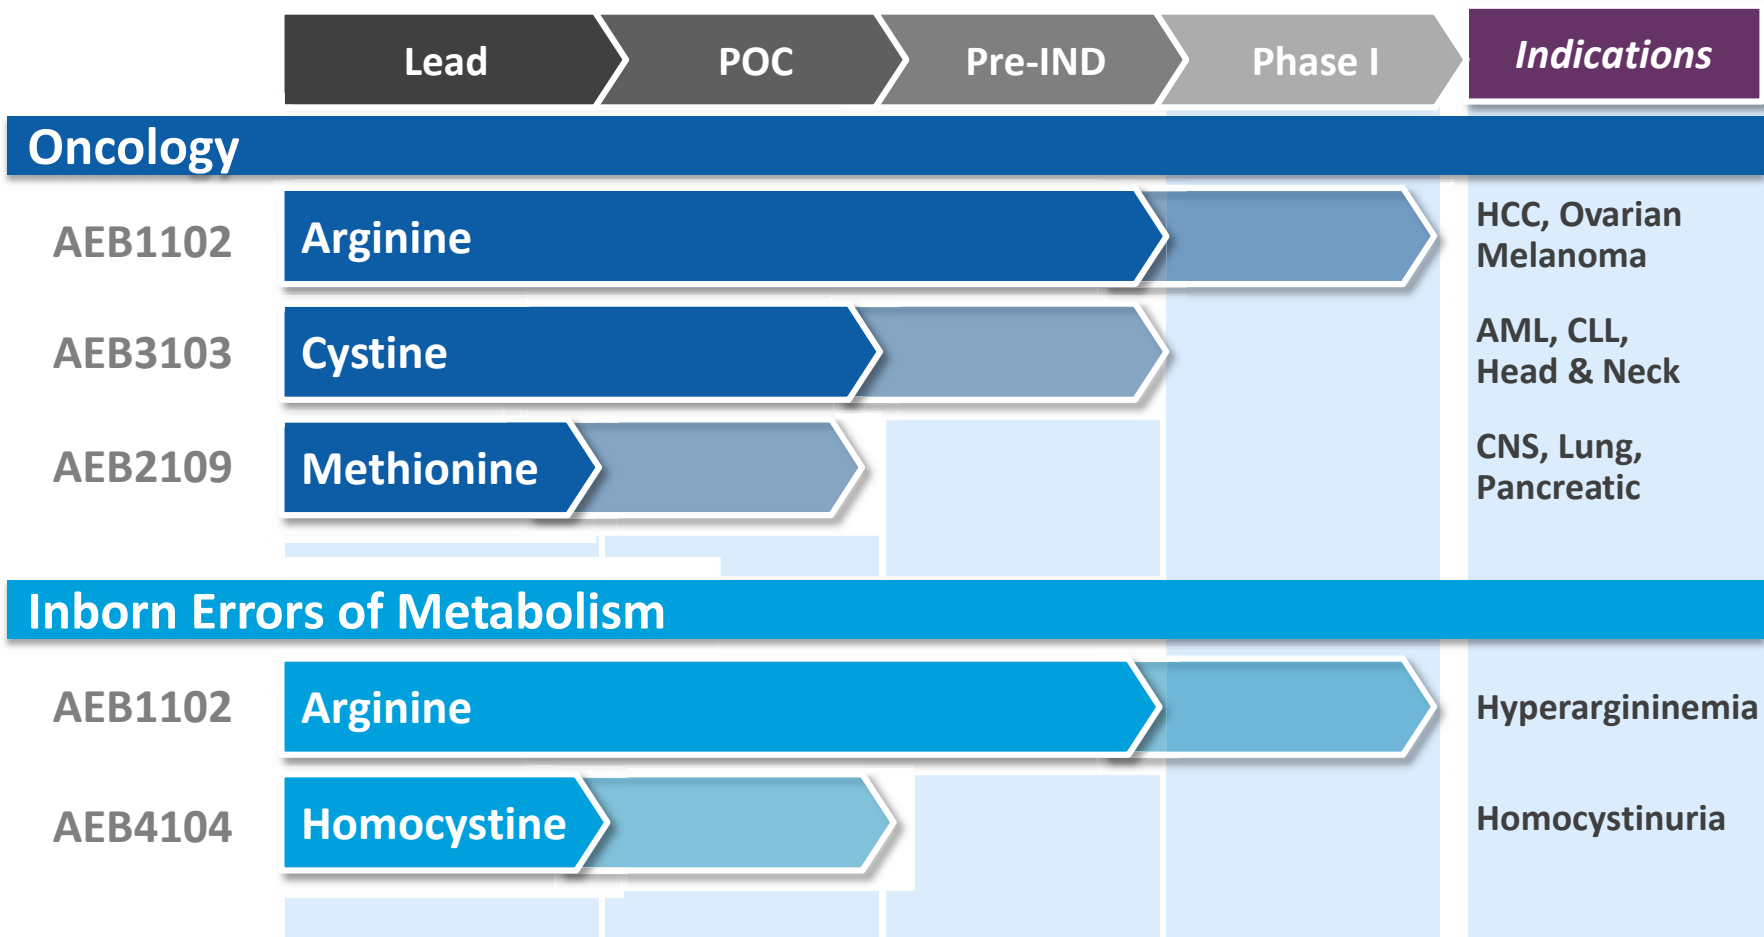 Lead POC Pre-IND Phase I Indications
Oncology
AEB1102 Arginine HCC, Ovarian
Melanoma
AEB3103 Cystine AML, CLL,
Head & Neck
AEB2109 Methionine CNS, Lung,
Pancreatic
Inborn Errors of Metabolism
AEB1102 Arginine Hyperargininemia
AEB4104 Homocystine Homocystinuria